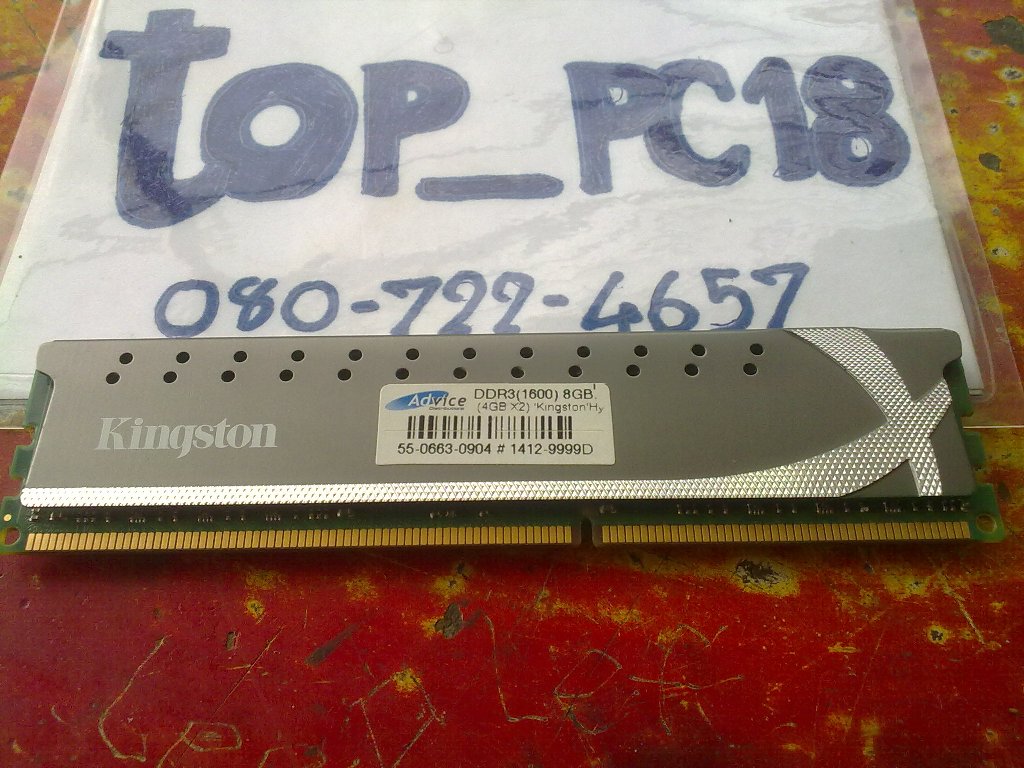 TOP_PC18
080-722-4657
Kingston
Advice
DDR3(1600) 8GB.
(4GB X2) 'Kingston'Hy
55-0663-0904 # 1412-9999D